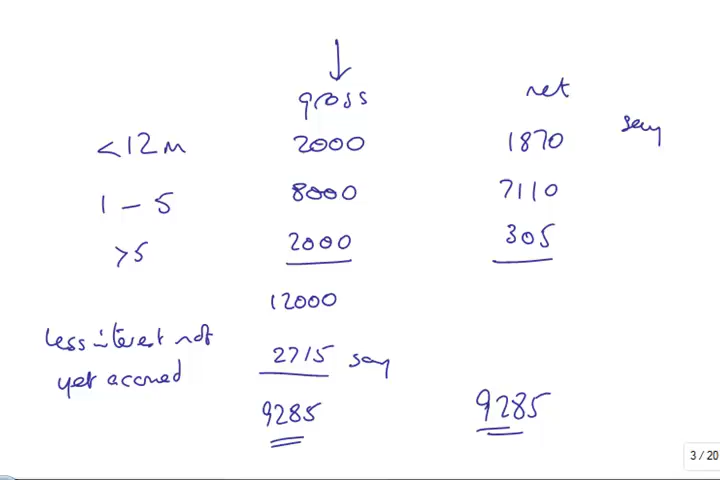 gross net
<12m 2000 1870 say
1 - 5 8000 7110
>5 2000 305
12000
less interest not
2715 say
yet accrued
9285 9285
3 / 20